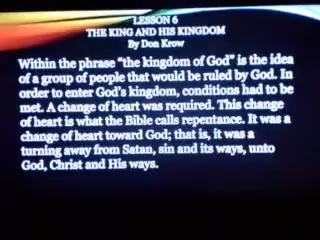 LESSON 6
THE KING AND HIS KINGDOM
By Don Krow
Within the phrase “the kingdom of God” is the idea
of a group of people that would be ruled by God. In
order to enter God’s kingdom, conditions had to be
met. A change of heart was required. This change
of heart is what the Bible calls repentance. It was a
change of heart toward God; that is, it was a
turning away from Satan, sin and its ways, unto
God, Christ and His ways.